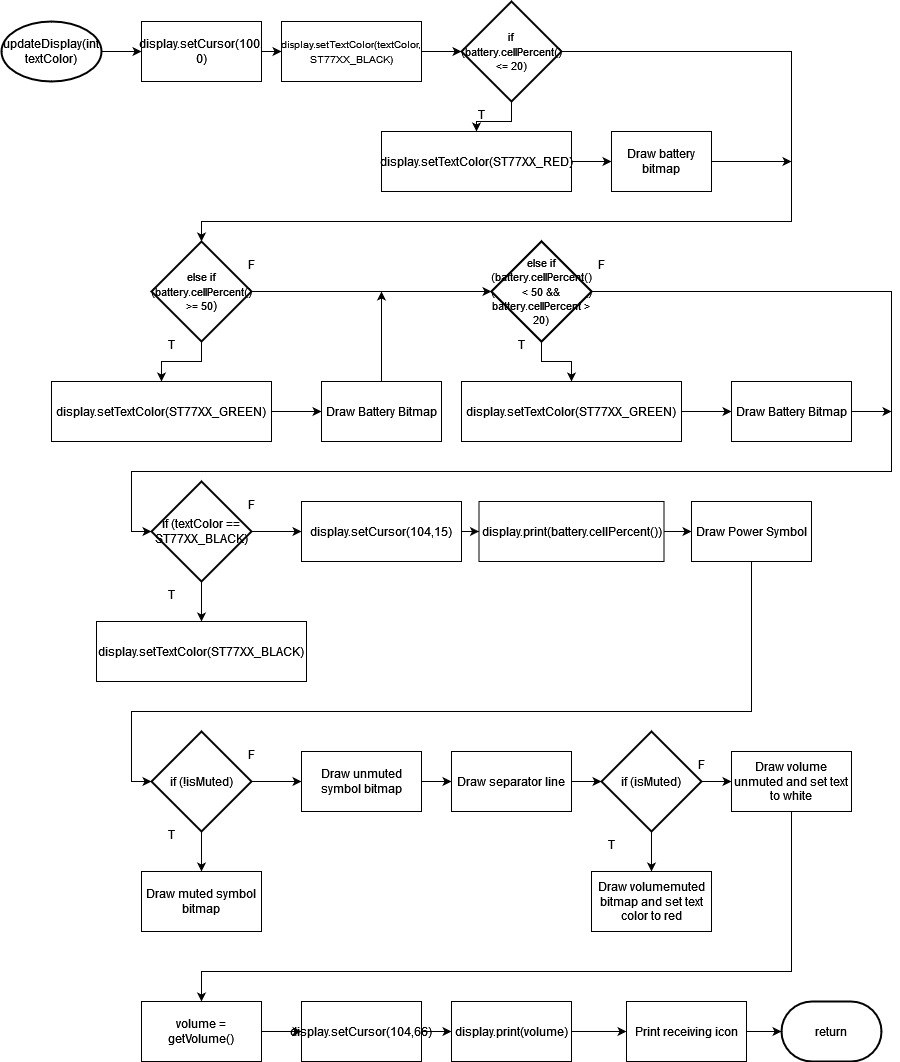 updateDisplay(int
textColor)
display.setCursor(100,
0)
display.setTextColor(textColor,
ST77XX_BLACK)
if
(battery.cellPercent()
<= 20)
T
display.setTextColor(ST77XX_RED)
Draw battery
bitmap
else if
(battery.cellPercent()
>= 50)
F
T
else if
(battery.cellPercent()
< 50 &&
battery.cellPercent >
20)
F
T
display.setTextColor(ST77XX_GREEN)
Draw Battery Bitmap
display.setTextColor(ST77XX_GREEN)
Draw Battery Bitmap
if (textColor ==
ST77XX_BLACK)
F
T
display.setCursor(104,15)
display.print(battery.cellPercent())
Draw Power Symbol
display.setTextColor(ST77XX_BLACK)
if (!isMuted)
F
T
Draw unmuted
symbol bitmap
Draw separator line
if (isMuted)
F
T
Draw volume
unmuted and set text
to white
Draw muted symbol
bitmap
Draw volumemuted
bitmap and set text
color to red
volume =
getVolume()
display.setCursor(104,66)
display.print(volume)
Print receiving icon
return